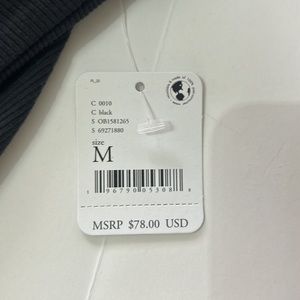 C 0010
C black
S OB1581265
S 69271880
size
M
MSRP $78.00 USD